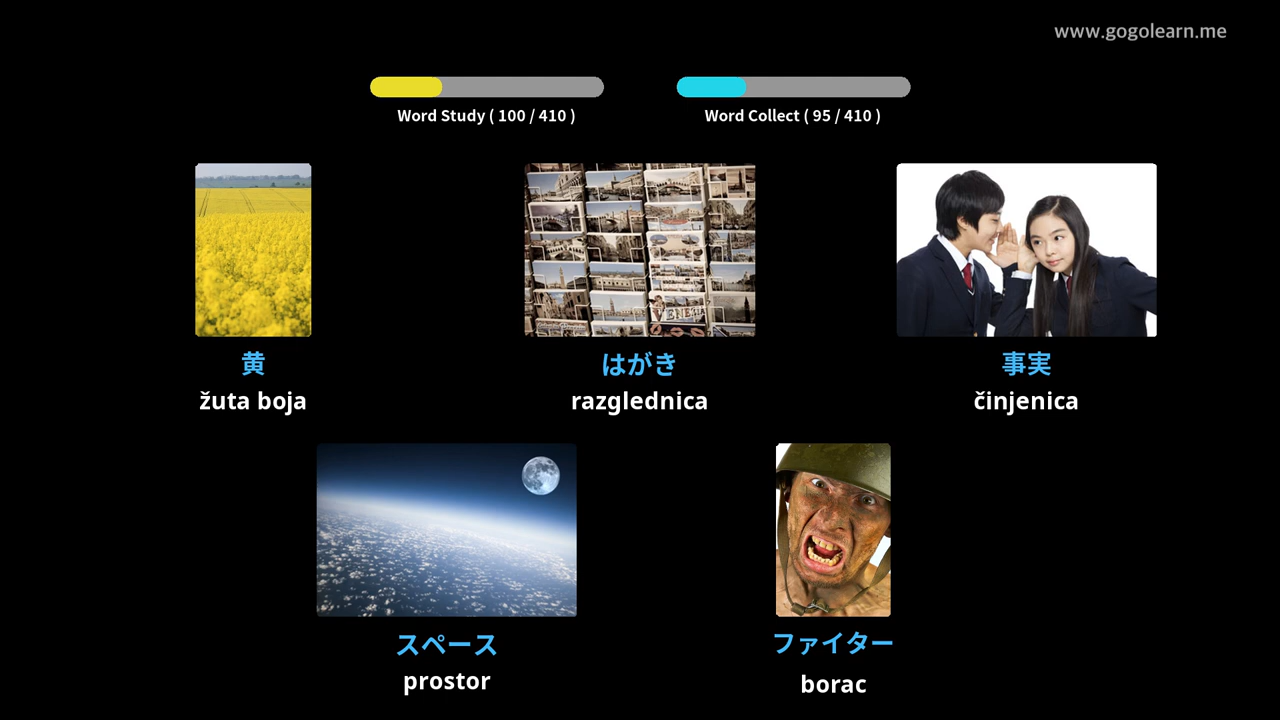 www.gogolearn.me
Word Study ( 100 / 410 )
Word Collect ( 95 / 410 )
黄
žuta boja
はがき
razglednica
事実
činjenica
スペース
prostor
ファイター
borac